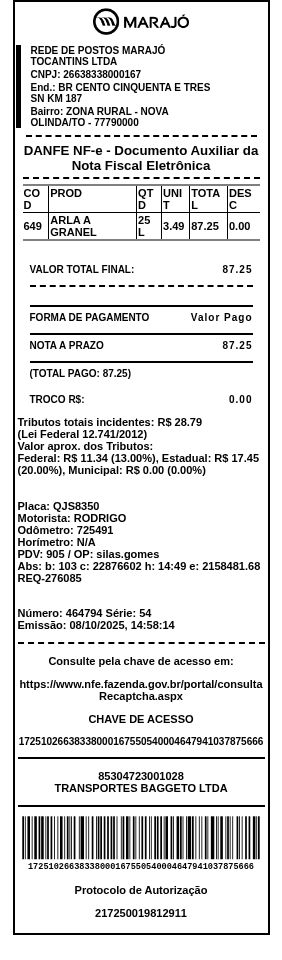 MARAJÓ
REDE DE POSTOS MARAJÓ
TOCANTINS LTDA
CNPJ: 26638338000167
End.: BR CENTO CINQUENTA E TRES
SN KM 187
Bairro: ZONA RURAL - NOVA
OLINDA/TO - 77790000
DANFE NF-e - Documento Auxiliar da
Nota Fiscal Eletrônica
COD PROD QTD UNIT TOTAL DESC
649 ARLA A GRANEL 25 L 3.49 87.25 0.00
VALOR TOTAL FINAL: 87.25
FORMA DE PAGAMENTO Valor Pago
NOTA A PRAZO 87.25
(TOTAL PAGO: 87.25)
TROCO R$: 0.00
Tributos totais incidentes: R$ 28.79
(Lei Federal 12.741/2012)
Valor aprox. dos Tributos:
Federal: R$ 11.34 (13.00%), Estadual: R$ 17.45
(20.00%), Municipal: R$ 0.00 (0.00%)
Placa: QJS8350
Motorista: RODRIGO
Odômetro: 725491
Horímetro: N/A
PDV: 905 / OP: silas.gomes
Abs: b: 103 c: 22876602 h: 14:49 e: 2158481.68
REQ-276085
Número: 464794 Série: 54
Emissão: 08/10/2025, 14:58:14
Consulte pela chave de acesso em:
https://www.nfe.fazenda.gov.br/portal/consulta
Recaptcha.aspx
CHAVE DE ACESSO
17251026638338000167550540004647941037875666
85304723001028
TRANSPORTES BAGGETO LTDA
17251026638338000167550540004647941037875666
Protocolo de Autorização
217250019812911